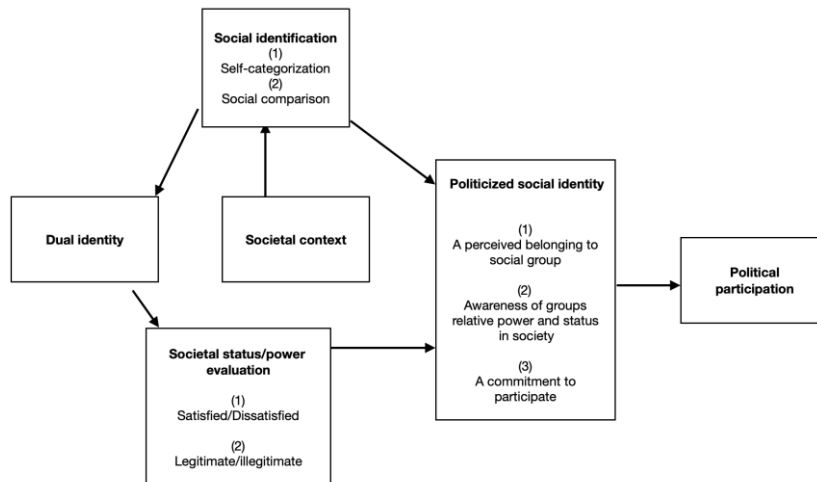 Social identification
(1)
Self-categorization
(2)
Social comparison
Dual identity
Societal context
Politicized social identity
(1)
A perceived belonging to
social group
(2)
Awareness of groups
relative power and status
in society
(3)
A commitment to
participate
Political
participation
Societal status/power
evaluation
(1)
Satisfied/Dissatisfied
(2)
Legitimate/illegitimate